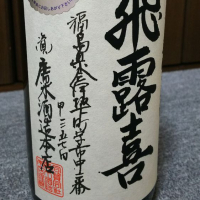 飛露喜
福島県会津坂下町字市中二番
甲三五七四
廣木酒造本店